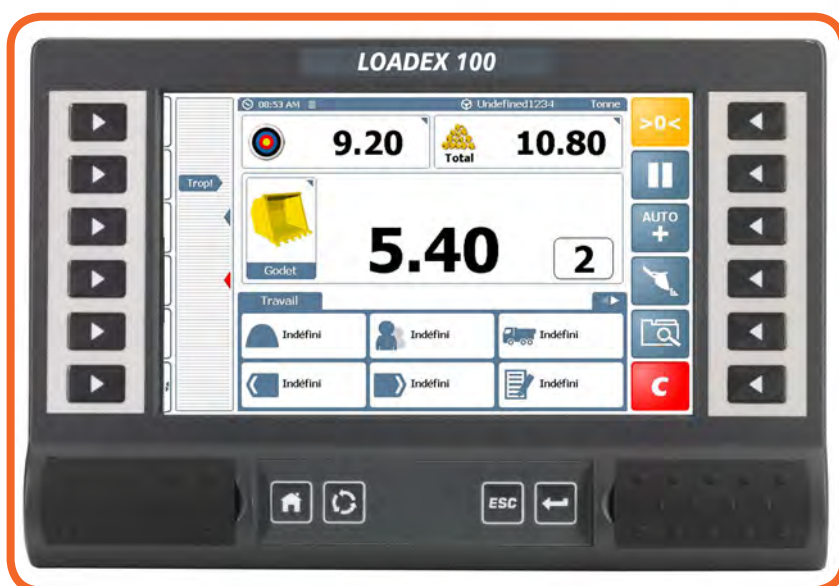 LOADEX 100
08:53 AM Undefined1234 Tonne
>0<
9.20
Total
10.80
Trop!
AUTO
+
5.40
2
Godet
Travail
Indéfini Indéfini Indéfini
Indéfini Indéfini Indéfini
C
ESC